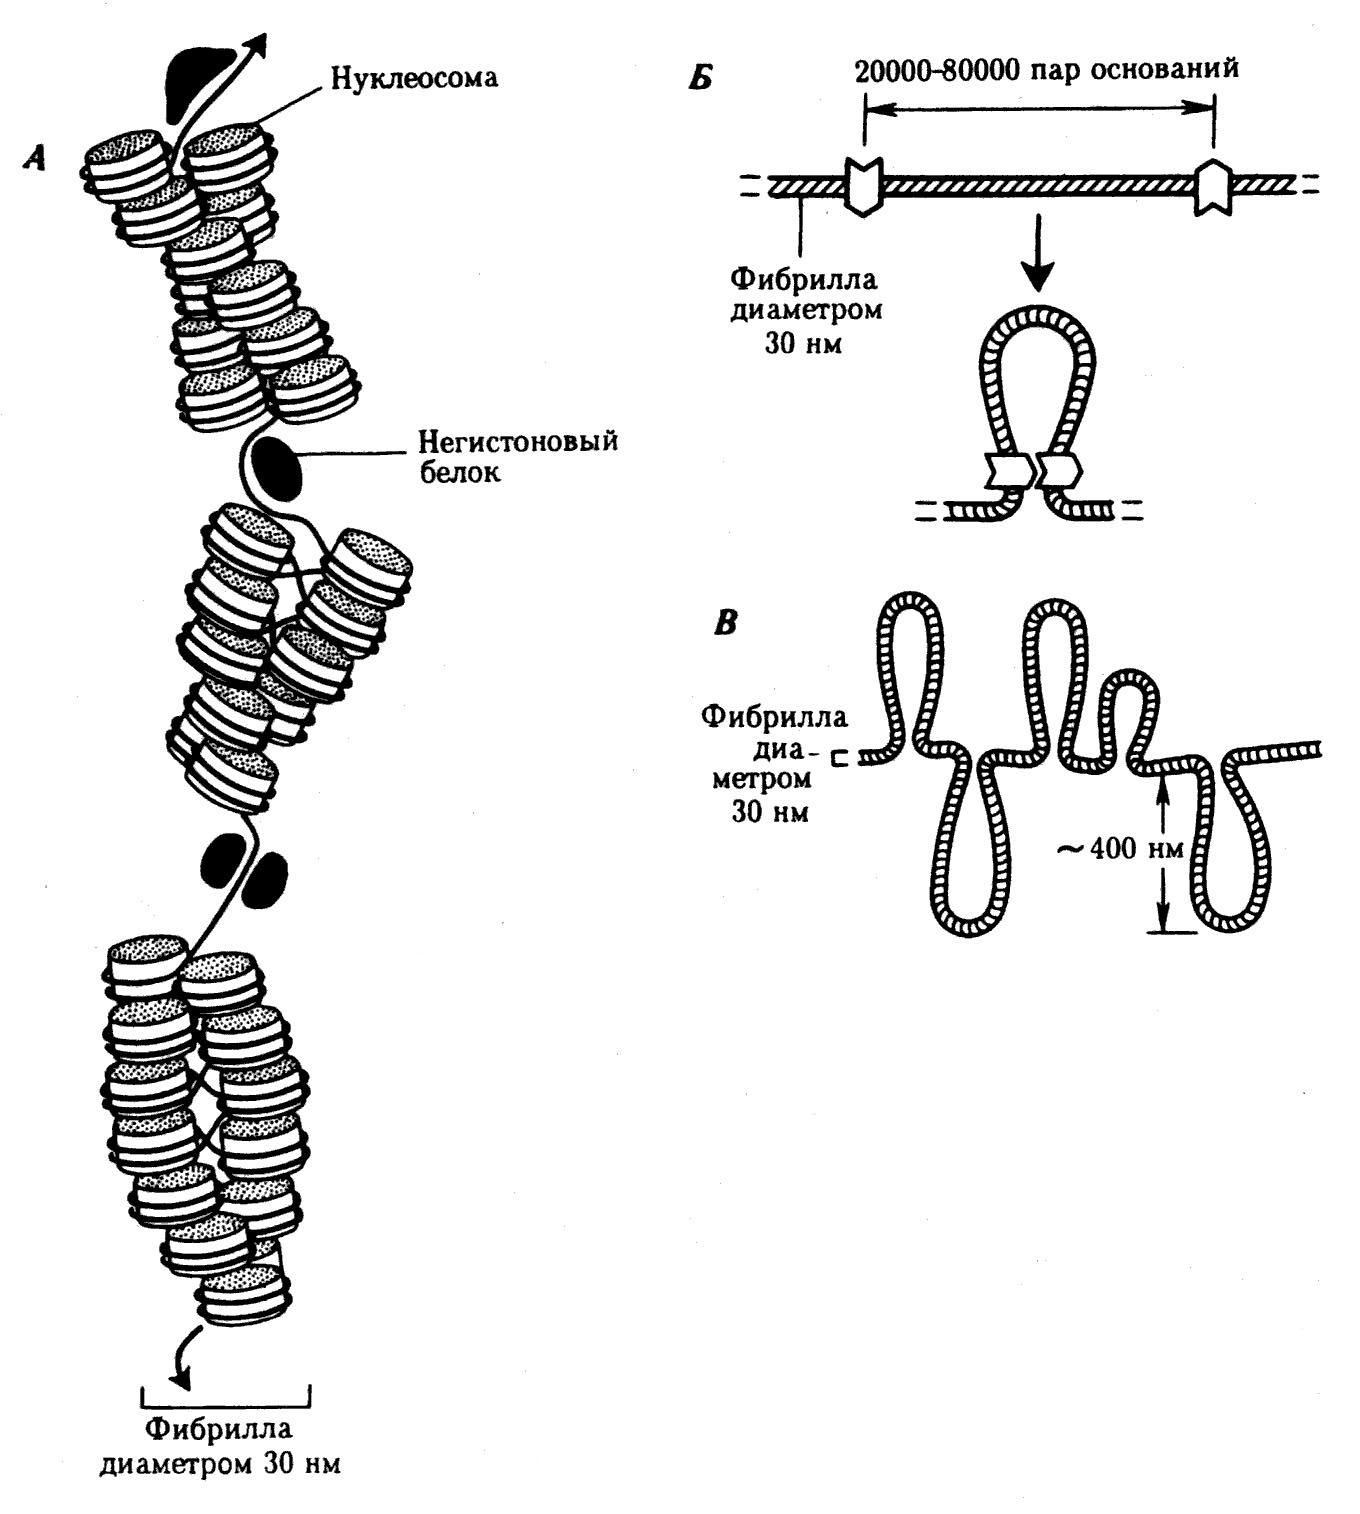 А
Нуклеосома
Негистоновый
белок
Фибрилла
диаметром 30 нм
Б
20000-80000 пар оснований
Фибрилла
диаметром
30 нм
В
Фибрилла
диа-
метром
30 нм
~400 нм